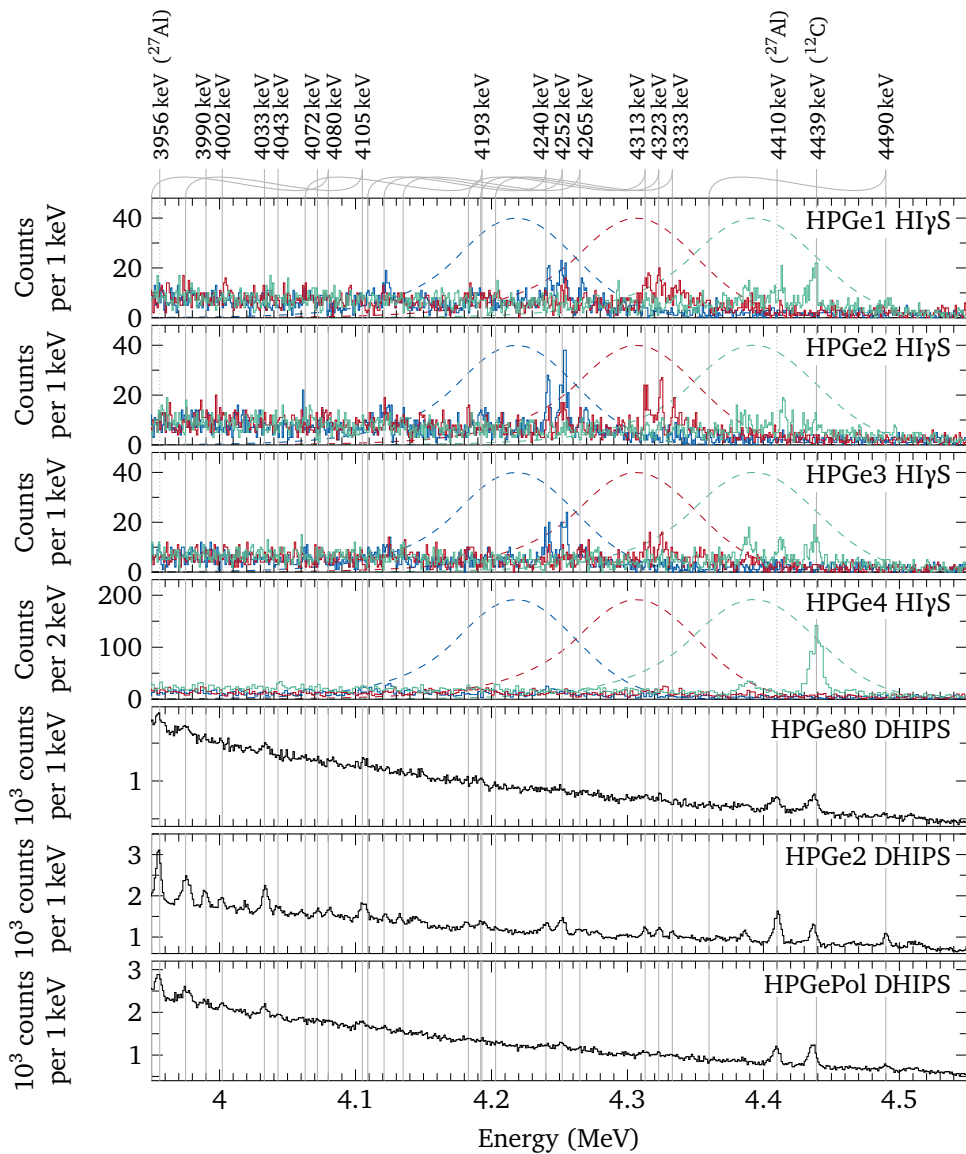 3956 keV (²⁷Al)
3990 keV
4002 keV
4033 keV
4043 keV
4072 keV
4080 keV
4105 keV
4193 keV
4240 keV
4252 keV
4265 keV
4313 keV
4323 keV
4333 keV
4410 keV (²⁷Al)
4439 keV (¹²C)
4490 keV
HPGe1 HIγS
Counts
per 1 keV
40
20
0
HPGe2 HIγS
Counts
per 1 keV
40
20
0
HPGe3 HIγS
Counts
per 1 keV
40
20
0
HPGe4 HIγS
Counts
per 2 keV
200
100
0
HPGe80 DHIPS
10³ counts
per 1 keV
1
HPGe2 DHIPS
10³ counts
per 1 keV
3
2
1
HPGePol DHIPS
10³ counts
per 1 keV
3
2
1
4 4.1 4.2 4.3 4.4 4.5
Energy (MeV)